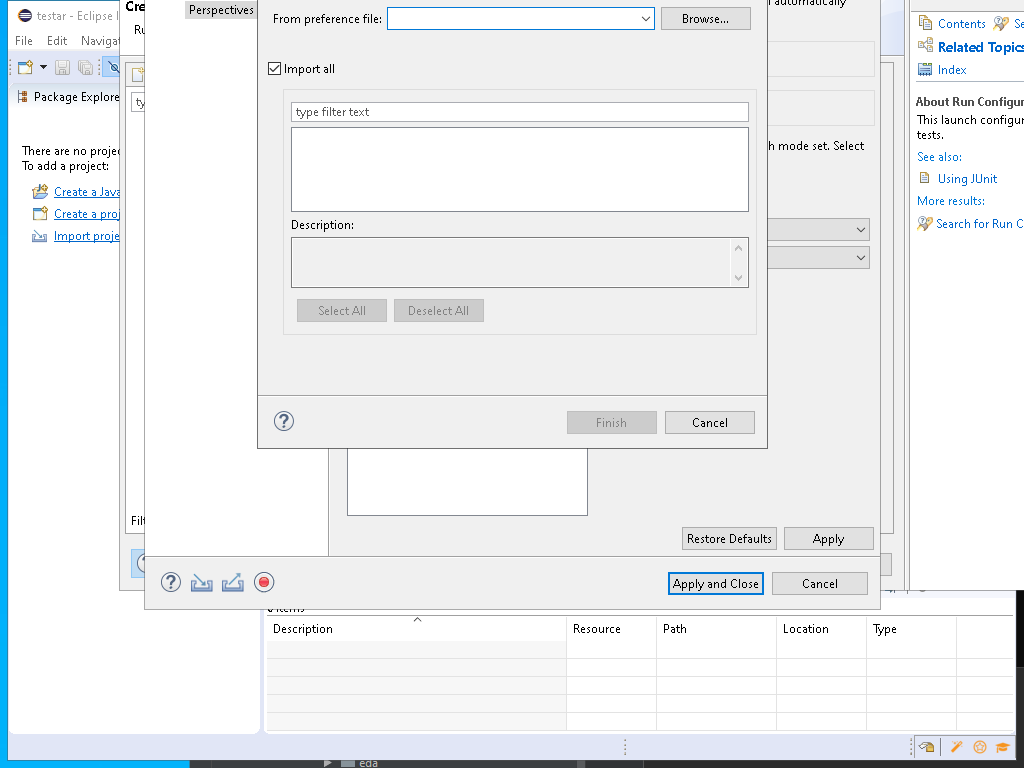 testar - Eclipse I
File Edit Navigat
Package Explore
There are no projec
To add a project:
Create a Java
Create a proj
Import proje
Cre
Ru
ty
Filt
Perspectives
From preference file:
Browse...
Import all
type filter text
Description:
Select All
Deselect All
Finish
Cancel
automatically
h mode set. Select
Restore Defaults
Apply
Apply and Close
Cancel
Contents
Se
Related Topics
Index
About Run Configur
This launch configur
tests.
See also:
Using JUnit
More results:
Search for Run C
items
Description
Resource
Path
Location
Type
eda